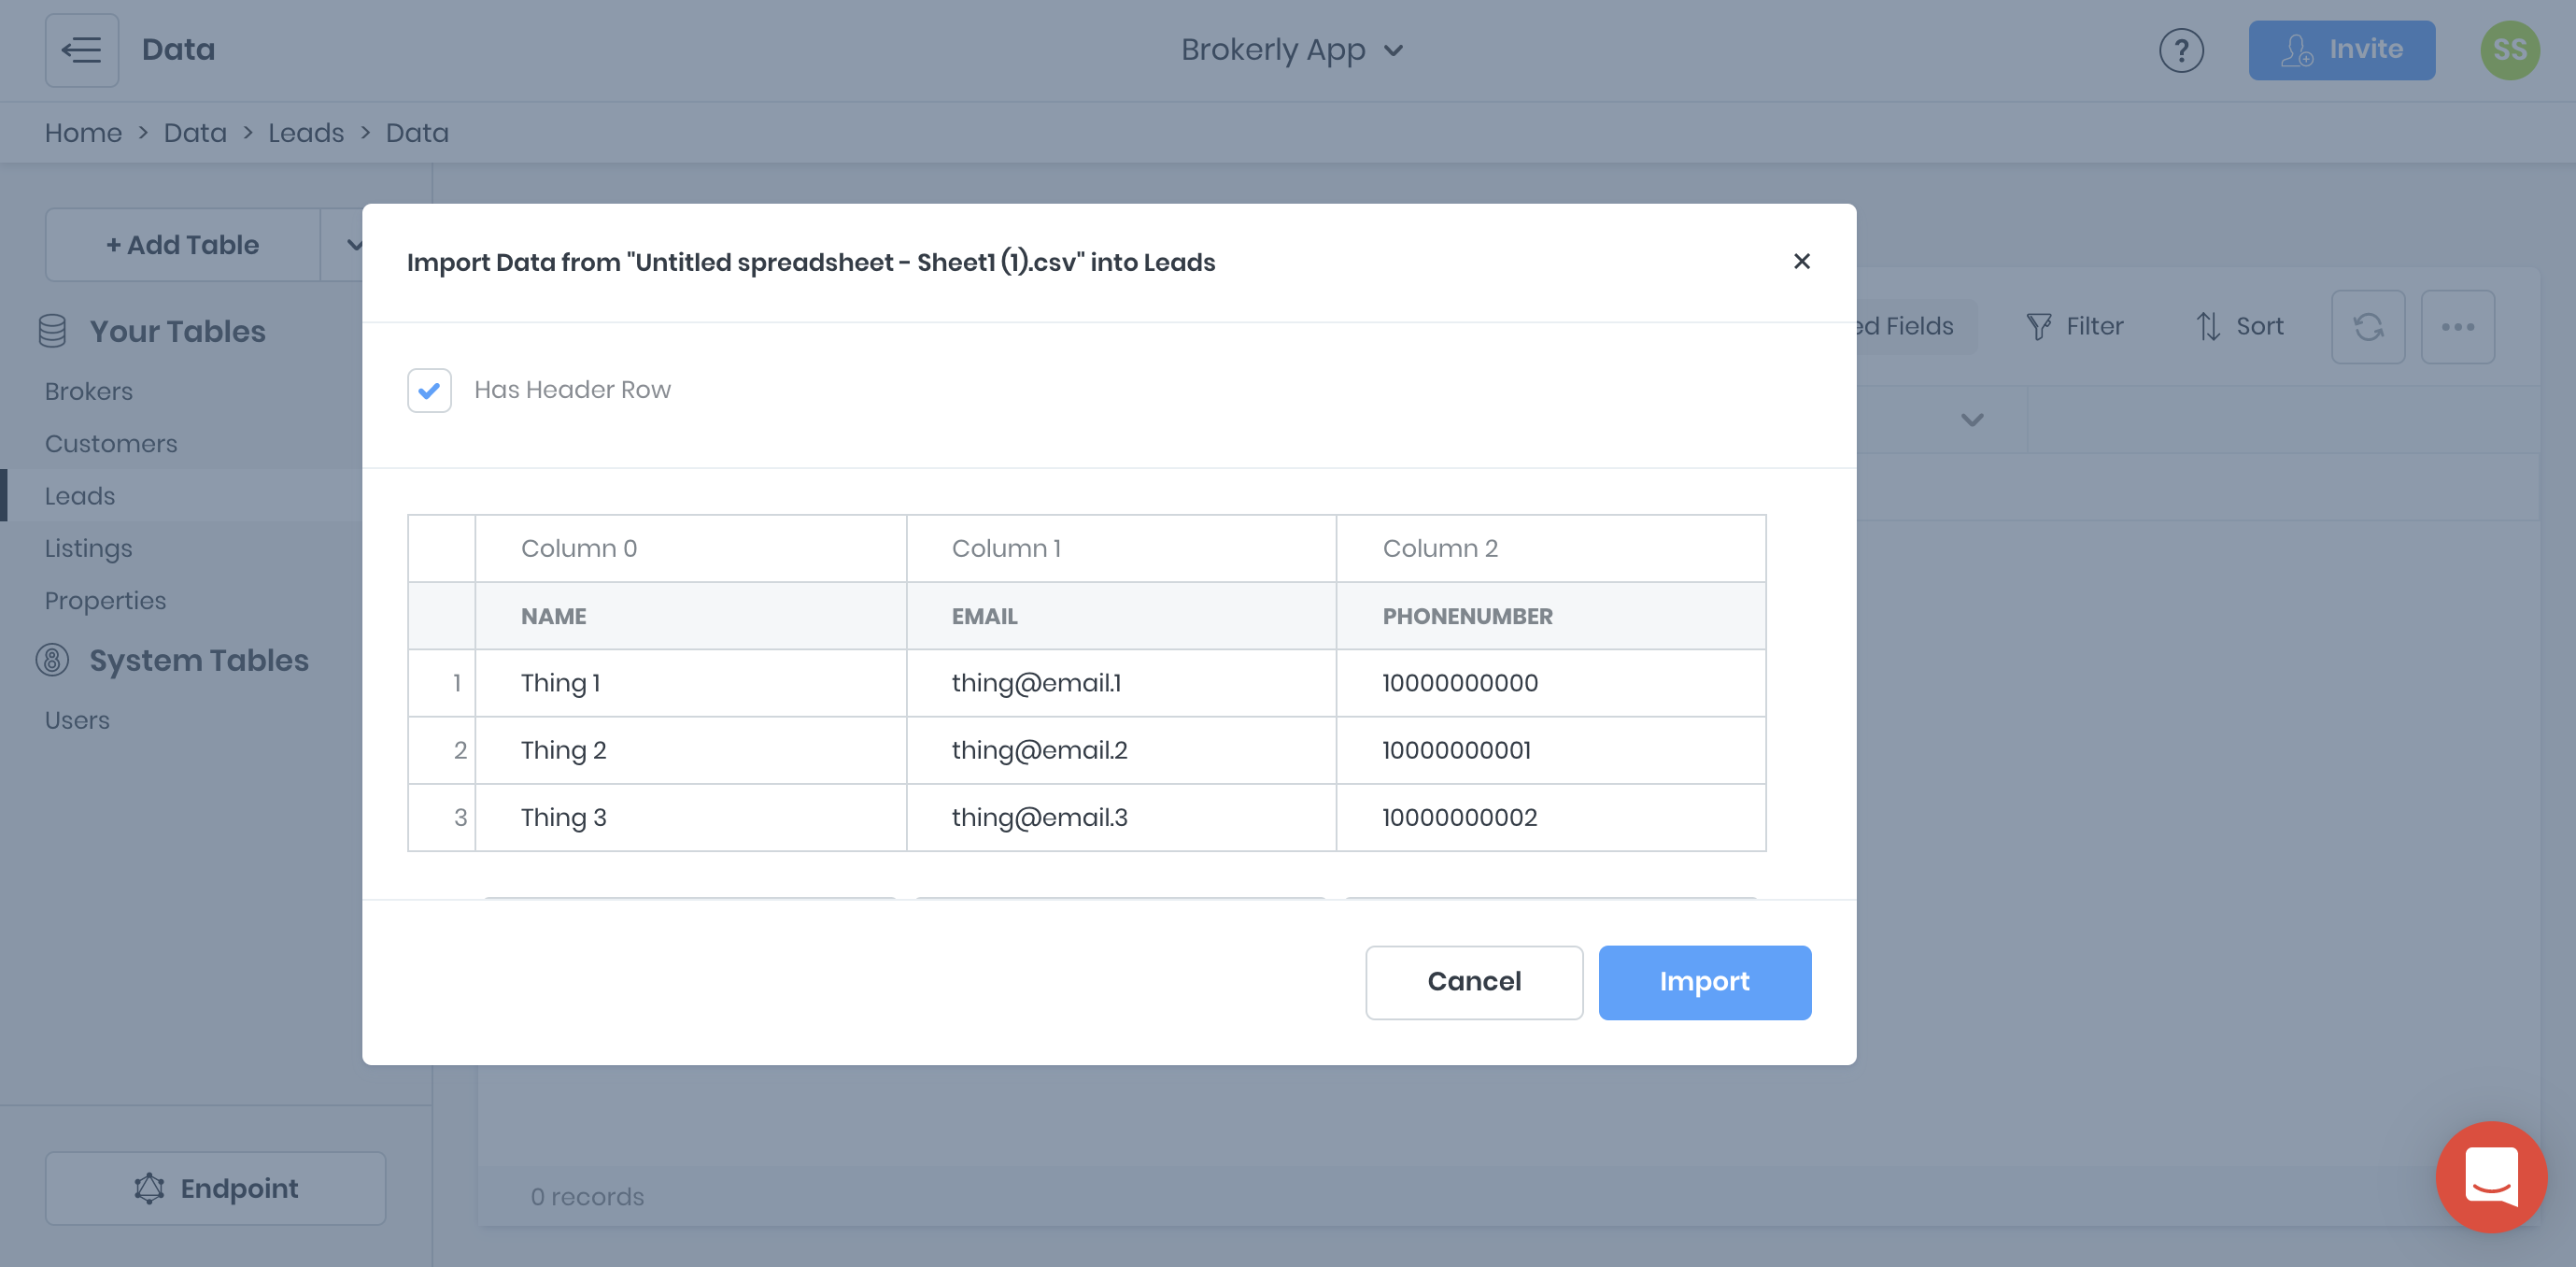 Data
Brokerly App
?
Invite
SS
Home > Data > Leads > Data
+ Add Table
Your Tables
Brokers
Customers
Leads
Listings
Properties
System Tables
Users
Endpoint
Import Data from "Untitled spreadsheet - Sheet1 (1).csv" into Leads
Has Header Row
Column 0 Column 1 Column 2
NAME EMAIL PHONENUMBER
1 Thing 1 thing@email.1 10000000000
2 Thing 2 thing@email.2 10000000001
3 Thing 3 thing@email.3 10000000002
Cancel Import
ed Fields
Filter
Sort
0 records